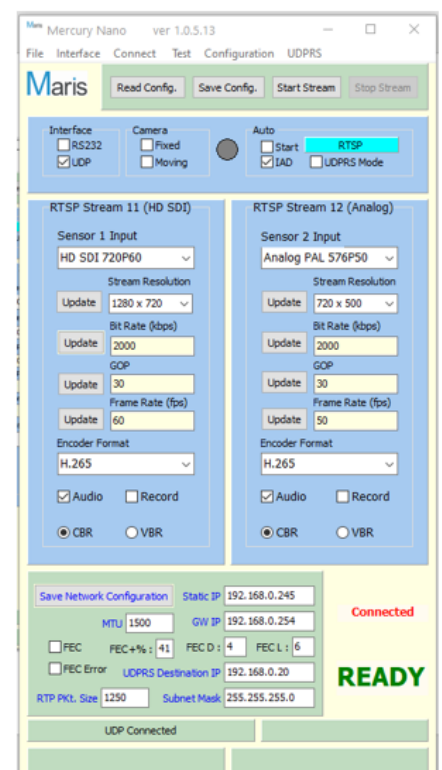 Mercury Nano ver 1.0.5.13
File Interface Connect Test Configuration UDPRS
Maris Read Config. Save Config. Start Stream Stop Stream
Interface Camera Auto
RS232 Fixed Start RTSP
UDP Moving IAD UDPRS Mode
RTSP Stream 11 (HD SDI)
Sensor 1 Input
HD SDI 720P60
Stream Resolution
Update 1280 x 720
Bit Rate (kbps)
Update 2000
GOP
Update 30
Frame Rate (fps)
Update 60
Encoder Format
H.265
Audio Record
CBR VBR
RTSP Stream 12 (Analog)
Sensor 2 Input
Analog PAL 576P50
Stream Resolution
Update 720 x 500
Bit Rate (kbps)
Update 2000
GOP
Update 30
Frame Rate (fps)
Update 50
Encoder Format
H.265
Audio Record
CBR VBR
Save Network Configuration Static IP 192.168.0.245
MTU 1500 GW IP 192.168.0.254
FEC FEC+% : 41 FEC D : 4 FEC L : 6
FEC Error UDPRS Destination IP 192.168.0.20
RTP PKt. Size 1250 Subnet Mask 255.255.255.0
Connected
READY
UDP Connected